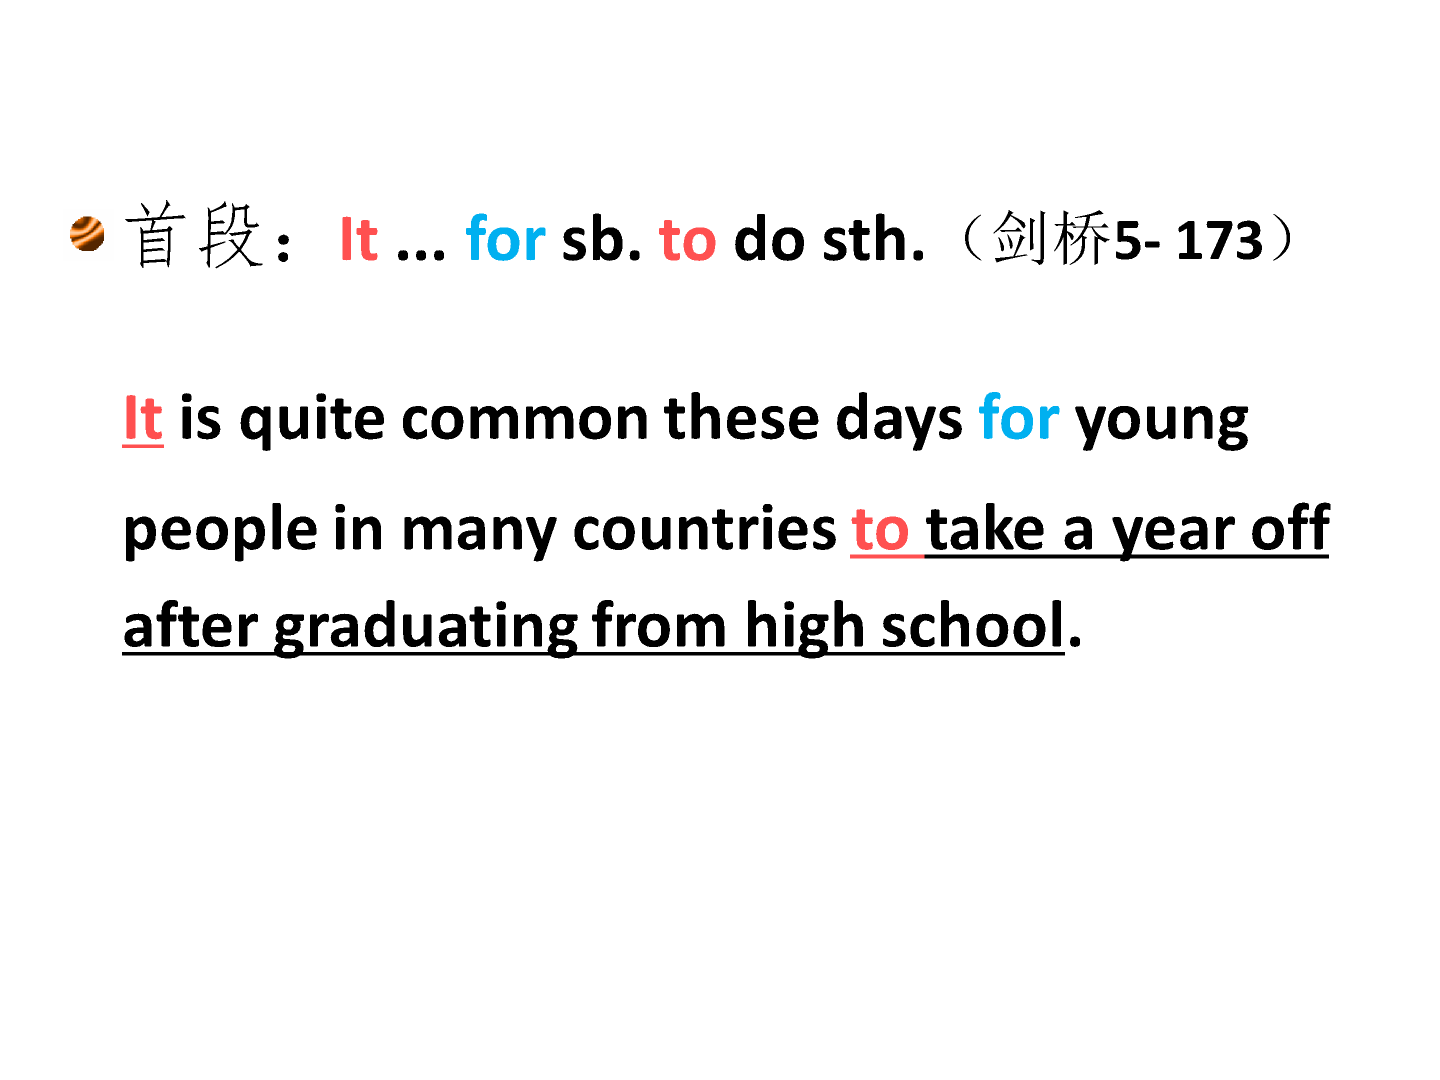 首段：It ... for sb. to do sth.（剑桥5- 173）
It is quite common these days for young
people in many countries to take a year off
after graduating from high school.